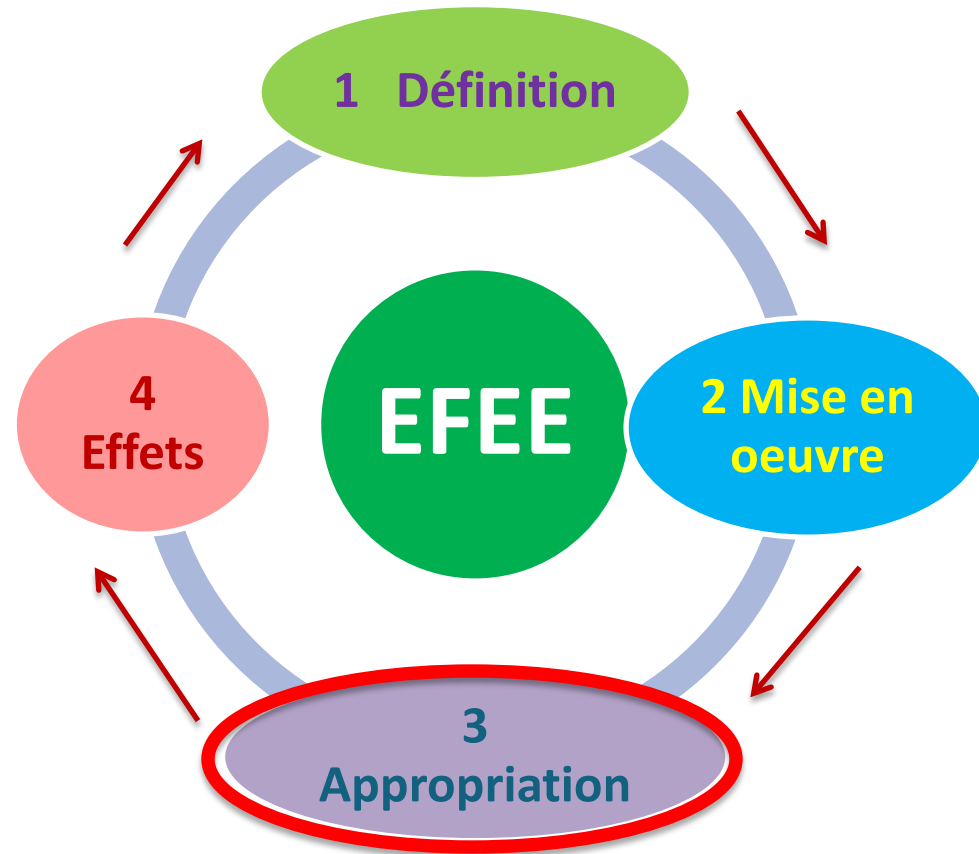 1 Définition
EFEE
2 Mise en
oeuvre
3
Appropriation
4
Effets